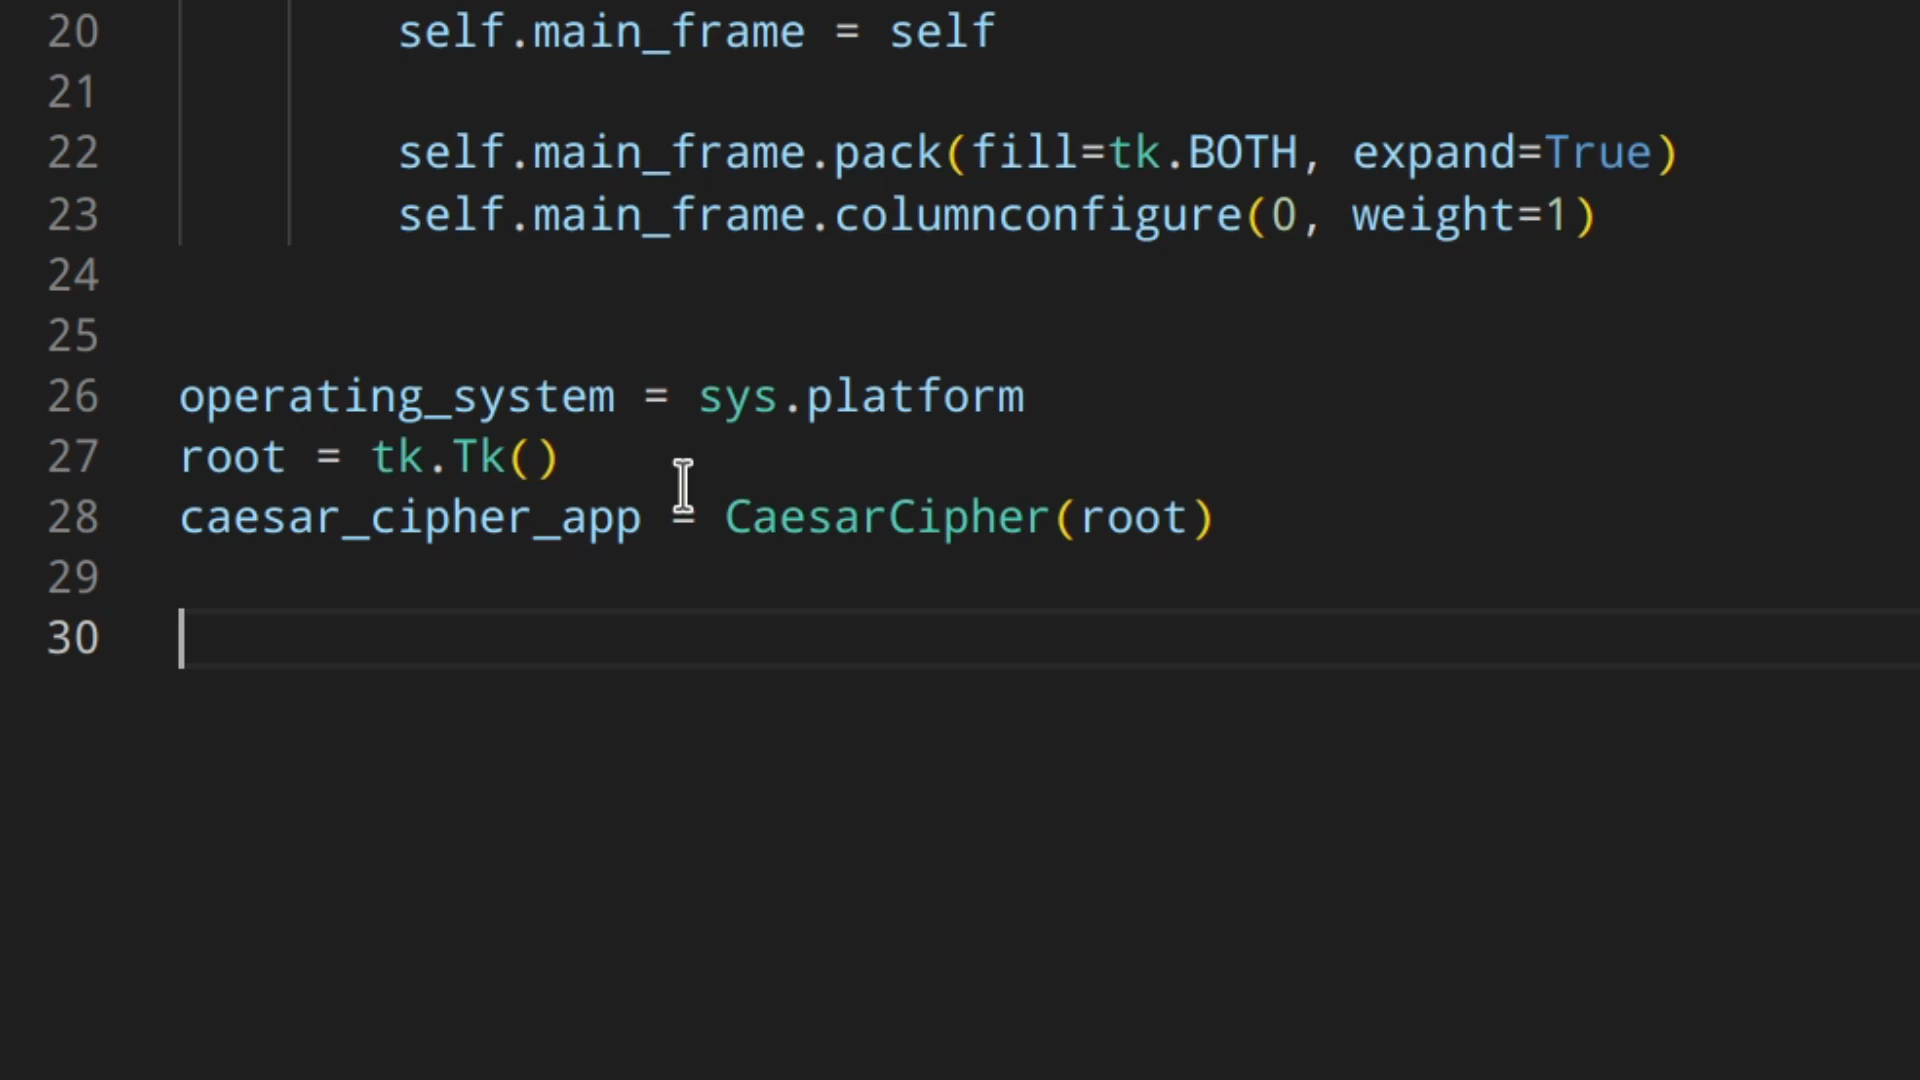 20 self.main_frame = self
21
22 self.main_frame.pack(fill=tk.BOTH, expand=True)
23 self.main_frame.columnconfigure(0, weight=1)
24
25
26 operating_system = sys.platform
27 root = tk.Tk()
28 caesar_cipher_app = CaesarCipher(root)
29
30